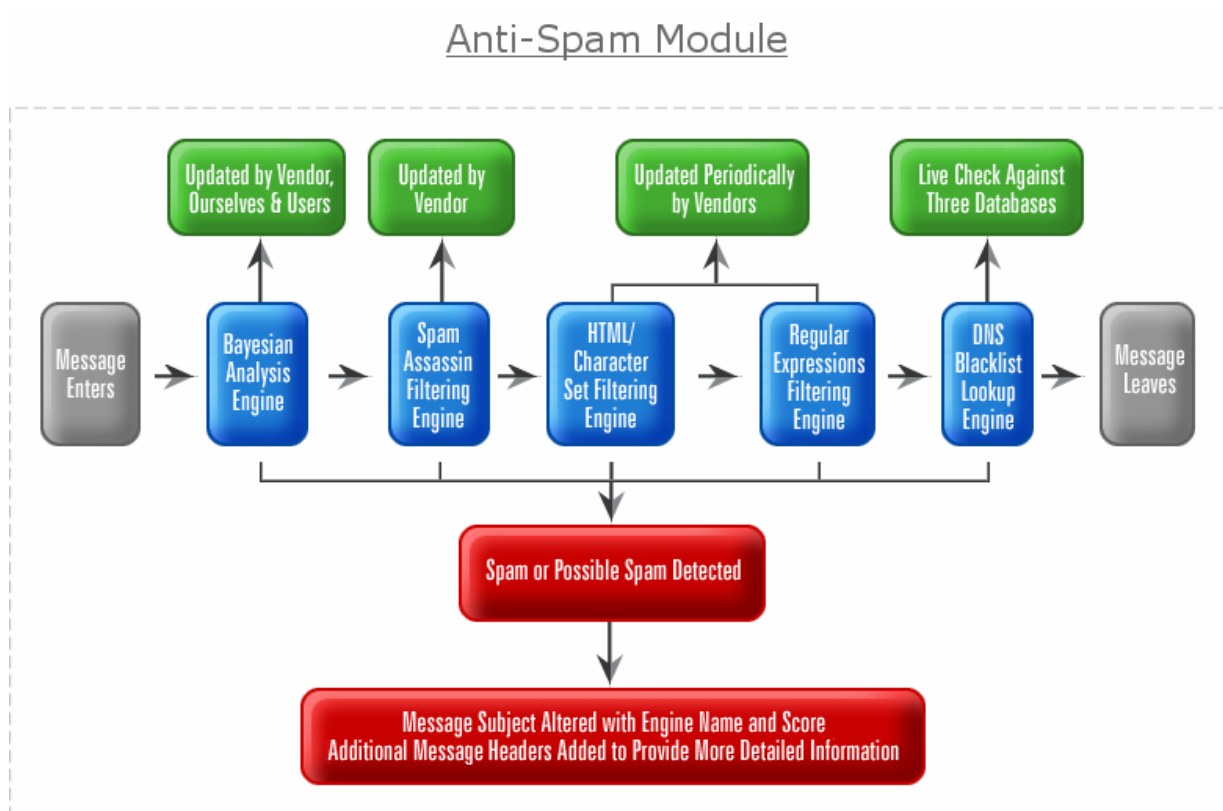 Anti-Spam Module
Updated by Vendor,
Ourselves & Users
Updated by
Vendor
Updated Periodically
by Vendors
Live Check Against
Three Databases
Message
Enters
Bayesian
Analysis
Engine
Spam
Assassin
Filtering
Engine
HTML/
Character
Set Filtering
Engine
Regular
Expressions
Filtering
Engine
DNS
Blacklist
Lookup
Engine
Message
Leaves
Spam or Possible Spam Detected
Message Subject Altered with Engine Name and Score
Additional Message Headers Added to Provide More Detailed Information